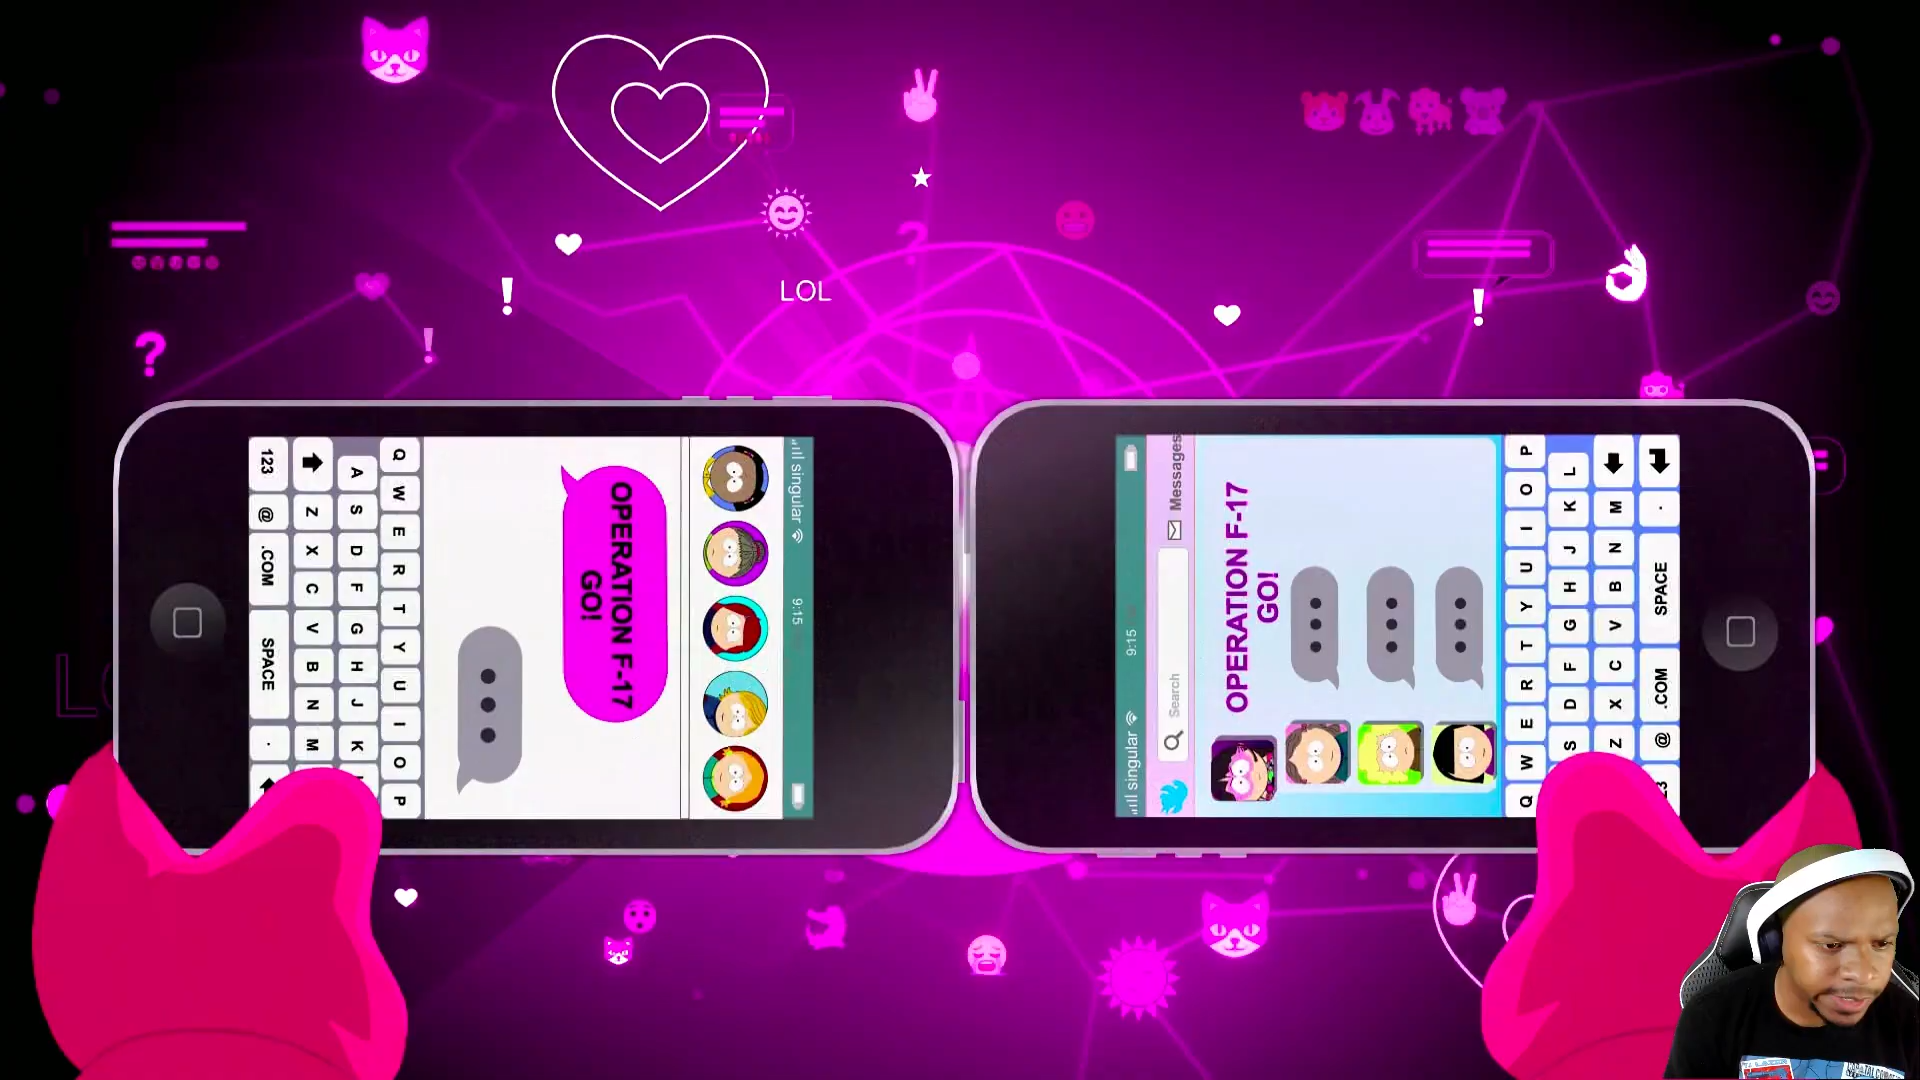 LOL
singular
9:15
OPERATION F-17
GO!
Q W E R T Y U I O P
A S D F G H J K
Z X C V B N M
123 @ .COM SPACE .
singular
9:15
Messages
Search
OPERATION F-17
GO!
Q W E R T Y U I O P
S D F G H J K L
Z X C V B N M
@ .COM SPACE .